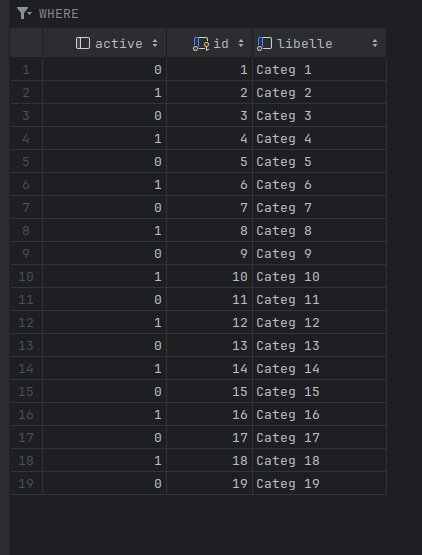 WHERE
active id libelle
1 0 1 Categ 1
2 1 2 Categ 2
3 0 3 Categ 3
4 1 4 Categ 4
5 0 5 Categ 5
6 1 6 Categ 6
7 0 7 Categ 7
8 1 8 Categ 8
9 0 9 Categ 9
10 1 10 Categ 10
11 0 11 Categ 11
12 1 12 Categ 12
13 0 13 Categ 13
14 1 14 Categ 14
15 0 15 Categ 15
16 1 16 Categ 16
17 0 17 Categ 17
18 1 18 Categ 18
19 0 19 Categ 19